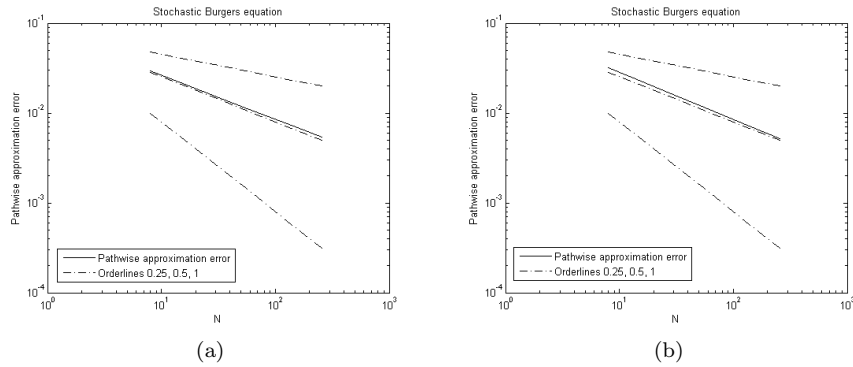 Stochastic Burgers equation
Pathwise approximation error
10^-1
10^-2
10^-3
10^-4
10^0
10^1
10^2
10^3
N
Pathwise approximation error
Orderlines 0.25, 0.5, 1
(a)
Stochastic Burgers equation
Pathwise approximation error
10^-1
10^-2
10^-3
10^-4
10^0
10^1
10^2
10^3
N
Pathwise approximation error
Orderlines 0.25, 0.5, 1
(b)